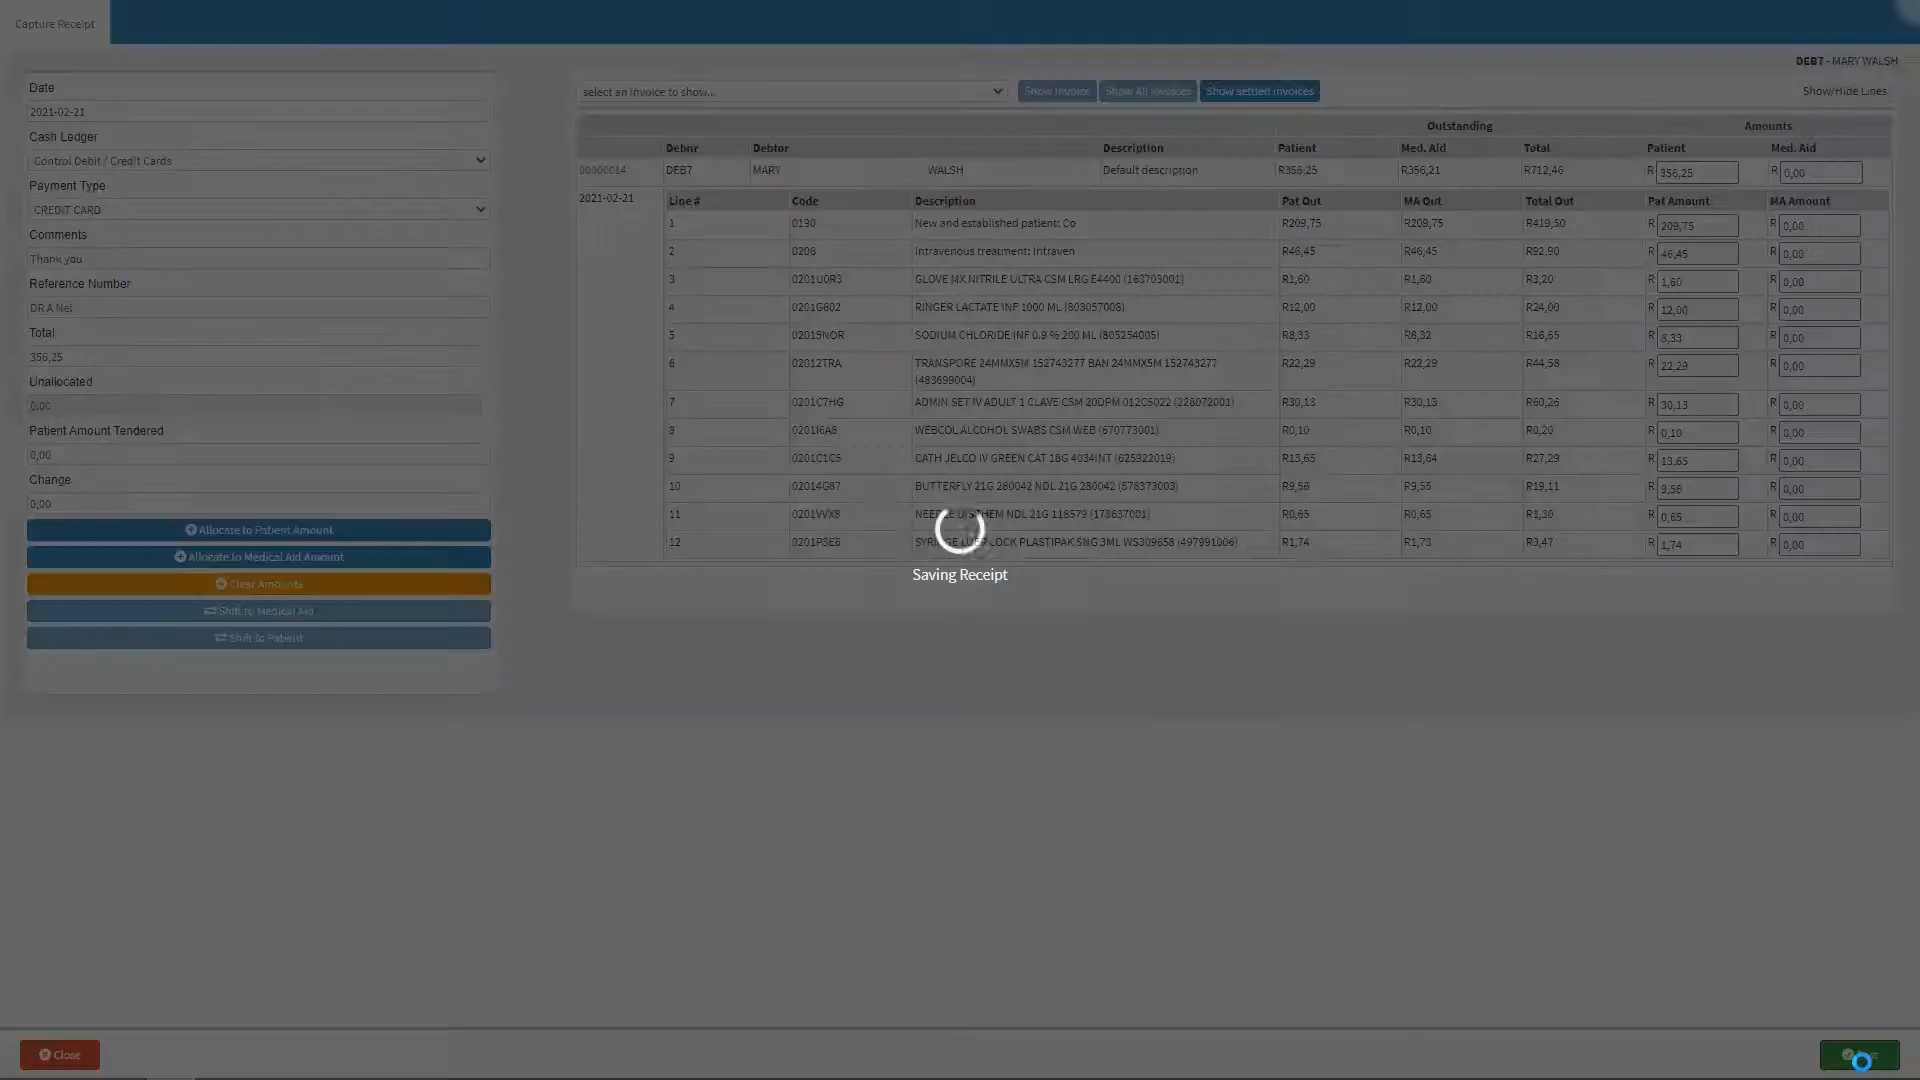 Capture Receipt
DEB7 - MARY WALSH
Date
2021-02-21
Cash Ledger
Control Debit / Credit Cards
Payment Type
CREDIT CARD
Comments
Thank you
Reference Number
DR A Nel
Total
356,25
Unallocated
0,00
Patient Amount Tendered
0,00
Change
0,00
Allocate to Patient Amount
Allocate to Medical Aid Amount
Clear Amounts
Shift to Medical Aid
Shift to Patient
select an invoice to show... Show Invoice Show All Invoices Show settled invoices Show/Hide Lines
Outstanding Amounts
Debnr Debtor Description Patient Med. Aid Total Patient Med. Aid
00000014 DEB7 MARY WALSH Default description R356,25 R356,21 R712,46 R 356,25 R 0,00
2021-02-21 Line # Code Description Pat Out MA Out Total Out Pat Amount MA Amount
1 0190 New and established patient: Co R209,75 R209,75 R419,50 R 209,75 R 0,00
2 0206 Intravenous treatment: Intraven R46,45 R46,45 R92,90 R 46,45 R 0,00
3 0201U0R3 GLOVE MX NITRILE ULTRA CSM LRG E4400 (163703001) R1,60 R1,60 R3,20 R 1,60 R 0,00
4 0201G802 RINGER LACTATE INF 1000 ML (803057008) R12,00 R12,00 R24,00 R 12,00 R 0,00
5 02015NOR SODIUM CHLORIDE INF 0.9 % 200 ML (805254005) R8,33 R8,32 R16,65 R 8,33 R 0,00
6 02012TRA TRANSPORE 24MMX5M 152743277 BAN 24MMX5M 152743277
(483699004) R22,29 R22,29 R44,58 R 22,29 R 0,00
7 0201C7HG ADMIN SET IV ADULT 1 CLAVE CSM 20DPM 012C5022 (226072001) R30,13 R30,13 R60,26 R 30,13 R 0,00
8 0201I6A8 WEBCOL ALCOHOL SWABS CSM WEB (670773001) R0,10 R0,10 R0,20 R 0,10 R 0,00
9 0201C1C5 CATH JELCO IV GREEN CAT 18G 4034INT (625922019) R13,65 R13,64 R27,29 R 13,65 R 0,00
10 02014G87 BUTTERFLY 21G 280042 NDL 21G 280042 (578373003) R9,56 R9,55 R19,11 R 9,56 R 0,00
11 0201VVX8 NEEDLE DISCHEM NDL 21G 118579 (178637001) R0,65 R0,65 R1,30 R 0,65 R 0,00
12 0201PSE6 SYRINGE LUER LOCK PLASTIPAK SNG 3ML WS309658 (497991006) R1,74 R1,73 R3,47 R 1,74 R 0,00
Saving Receipt
Close